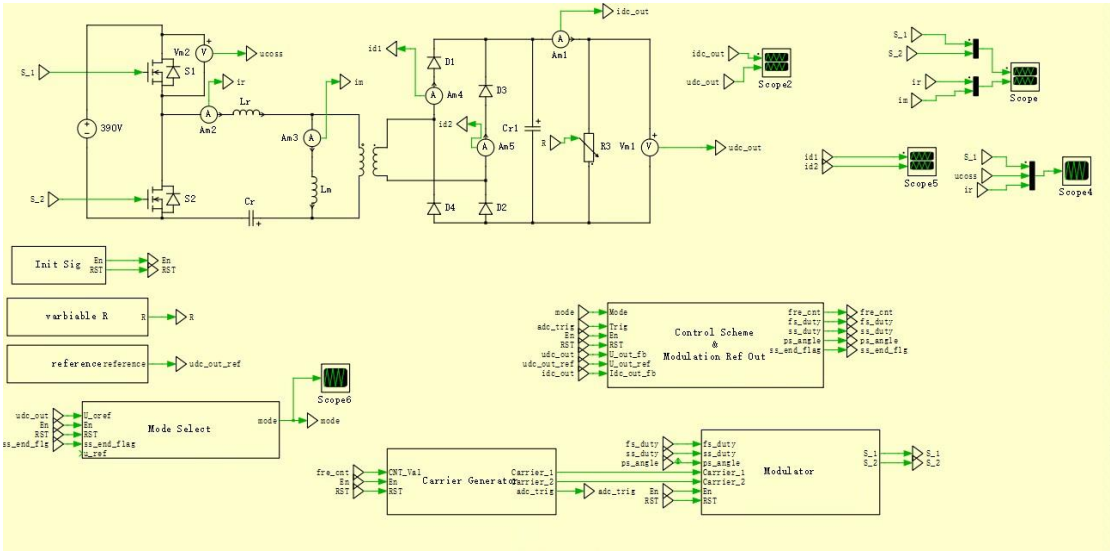 idc_out
A
Am1
Vm2
V
ucoss
S_1
S1
ir
im
id1
D1
A
Am4
D3
Lr
A
Am2
390V
Am3
A
id2
A
Am5
Cr1
R
R3
Vm1
V
udc_out
Lm
S_2
S2
Cr
D4
D2
idc_out
udc_out
Scope2
S_1
S_2
ir
im
Scope
id1
id2
Scope5
S_1
ucoss
ir
Scope4
Init Sig
En
RST
En
RST
varbiable R
R
R
reference
reference
udc_out_ref
Scope6
udc_out
En
RST
ss_end_flg
U_oref
En
RST
ss_end_flag
u_ref
Mode Select
mode
mode
mode
adc_trig
En
RST
udc_out
udc_out_ref
idc_out
Mode
Trig
En
RST
U_out_fb
U_out_ref
Idc_out_fb
Control Scheme
&
Modulation Ref Out
fre_cnt
fs_duty
ss_duty
ps_angle
ss_end_flag
fre_cnt
fs_duty
ss_duty
ps_angle
ss_end_flg
fre_cnt
En
RST
CNT_Val
En
RST
Carrier Generator
Carrier_1
Carrier_2
adc_trig
adc_trig
fs_duty
ss_duty
ps_angle
En
RST
fs_duty
ss_duty
ps_angle
Carrier_1
Carrier_2
En
RST
Modulator
S_1
S_2
S_1
S_2